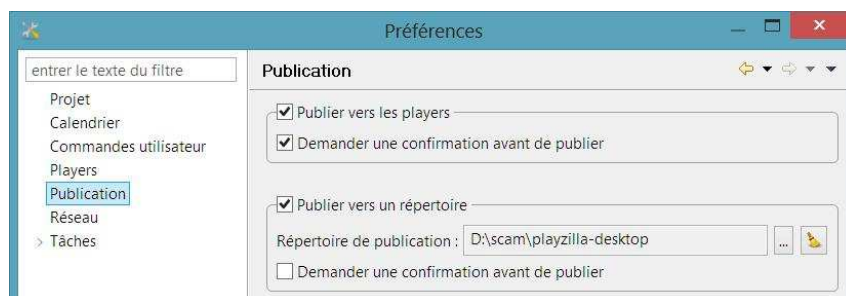 Préférences
entrer le texte du filtre
Projet
Calendrier
Commandes utilisateur
Players
Publication
Réseau
Tâches
Publication
Publier vers les players
Demander une confirmation avant de publier
Publier vers un répertoire
Répertoire de publication : D:\scam\playzilla-desktop ...
Demander une confirmation avant de publier